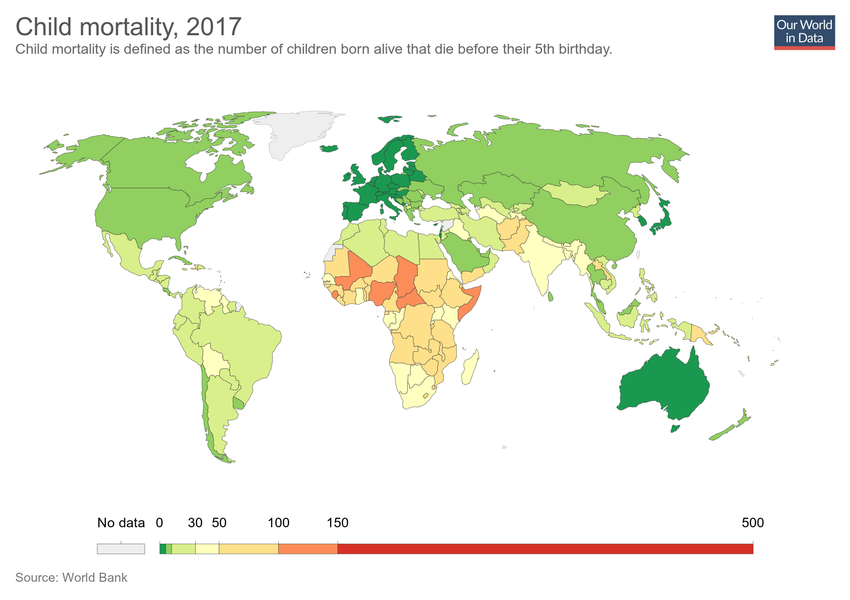 Child mortality, 2017
Child mortality is defined as the number of children born alive that die before their 5th birthday.
Our World
in Data
No data 0 30 50 100 150 500
Source: World Bank